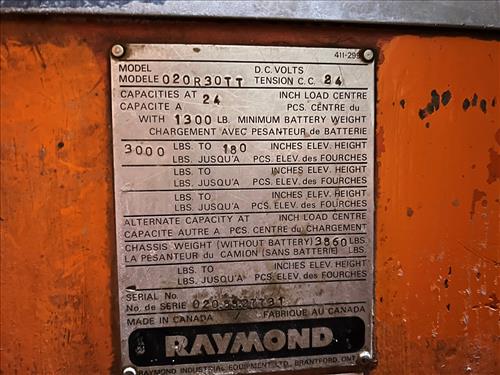 411-299
MODEL D.C. VOLTS
MODELE 020R30TT TENSION C.C. 24
CAPACITIES AT 24 INCH LOAD CENTRE
CAPACITE A PCS. CENTRE du
WITH 1300 LB. MINIMUM BATTERY WEIGHT
CHARGEMENT AVEC PESANTEUR de BATTERIE
3000 LBS. TO 180 INCHES ELEV. HEIGHT
LBS. JUSQU'A PCS. ELEV. des FOURCHES
LBS. TO INCHES ELEV. HEIGHT
LBS. JUSQU'A PCS. ELEV. des FOURCHES
LBS. TO INCHES ELEV. HEIGHT
LBS. JUSQU'A PCS. ELEV. des FOURCHES
ALTERNATE CAPACITY AT INCH LOAD CENTRE
CAPACITE AUTRE A PCS. CENTRE du CHARGEMENT
CHASSIS WEIGHT (WITHOUT BATTERY) 3860 LBS.
LA PESANTEUR du CAMION (SANS BATTERIE) LBS.
LBS. TO INCHES ELEV. HEIGHT
LBS. JUSQU'A PCS. ELEV. des FOURCHES
SERIAL No.
No. de SERIE
MADE IN CANADA FABRIQUE AU CANADA
RAYMOND
RAYMOND INDUSTRIAL EQUIPMENT LTD., BRANTFORD, ONT.